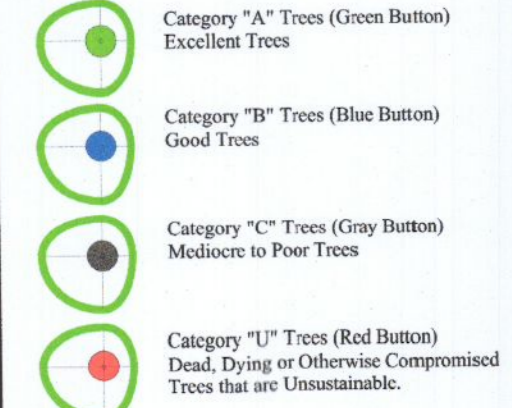 Category "A" Trees (Green Button)
Excellent Trees
Category "B" Trees (Blue Button)
Good Trees
Category "C" Trees (Gray Button)
Mediocre to Poor Trees
Category "U" Trees (Red Button)
Dead, Dying or Otherwise Compromised
Trees that are Unsustainable.